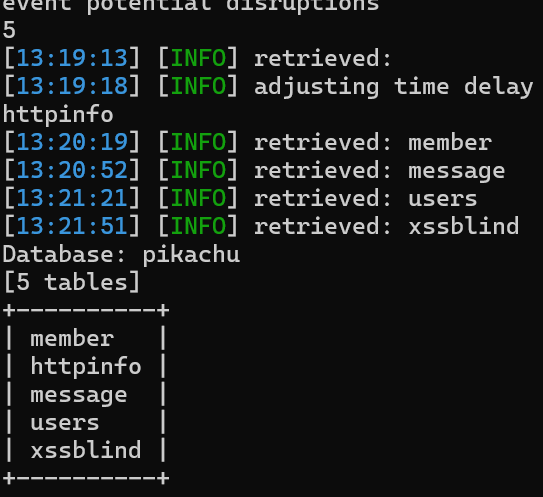 event potential disruptions
5
[13:19:13] [INFO] retrieved:
[13:19:18] [INFO] adjusting time delay
httpinfo
[13:20:19] [INFO] retrieved: member
[13:20:52] [INFO] retrieved: message
[13:21:21] [INFO] retrieved: users
[13:21:51] [INFO] retrieved: xssblind
Database: pikachu
[5 tables]
+----------+
| member   |
| httpinfo |
| message  |
| users    |
| xssblind |
+----------+